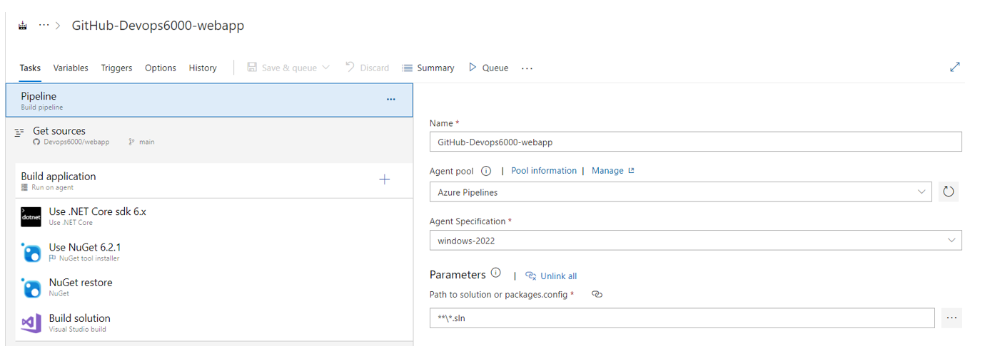 ··· > GitHub-Devops6000-webapp
Tasks Variables Triggers Options History Save & queue Discard Summary Queue ···
Pipeline
Build pipeline
···
Get sources
Devops6000/webapp main
Build application
Run on agent
dotnet
Use .NET Core sdk 6.x
Use .NET Core
Use NuGet 6.2.1
NuGet tool installer
NuGet restore
NuGet
Build solution
Visual Studio build
Name *
GitHub-Devops6000-webapp
Agent pool | Pool information | Manage
Azure Pipelines
Agent Specification *
windows-2022
Parameters | Unlink all
Path to solution or packages.config *
**\*.sln
···